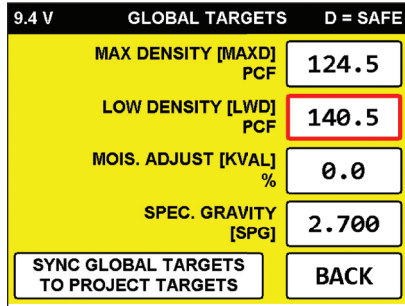 9.4 V GLOBAL TARGETS D = SAFE
MAX DENSITY [MAXD]
PCF
124.5
LOW DENSITY [LWD]
PCF
140.5
MOIS. ADJUST [KVAL]
%
0.0
SPEC. GRAVITY
[SPG]
2.700
SYNC GLOBAL TARGETS
TO PROJECT TARGETS
BACK